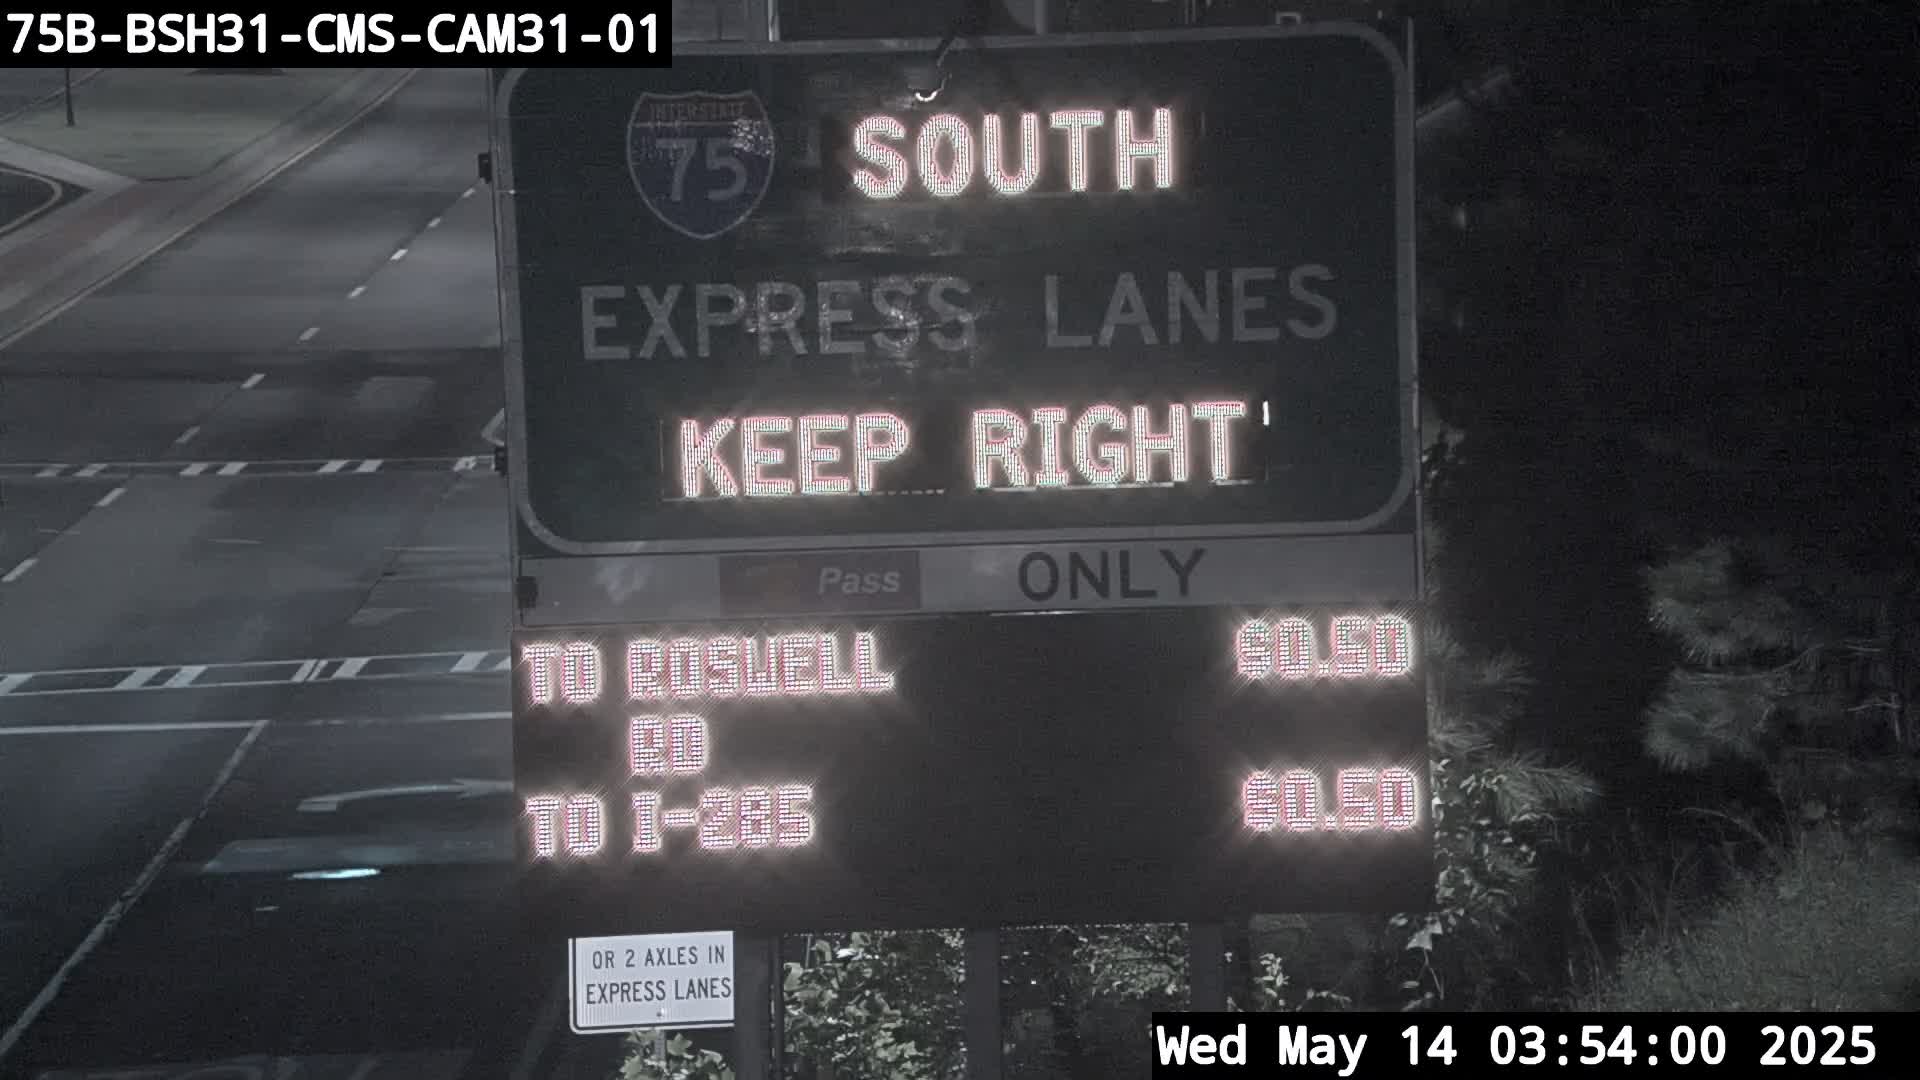 75B-BSH31-CMS-CAM31-01
INTERSTATE
75
SOUTH
EXPRESS LANES
KEEP RIGHT
Pass ONLY
TO ROSWELL $0.50
RD
TO I-285 $0.50
OR 2 AXLES IN
EXPRESS LANES
Wed May 14 03:54:00 2025